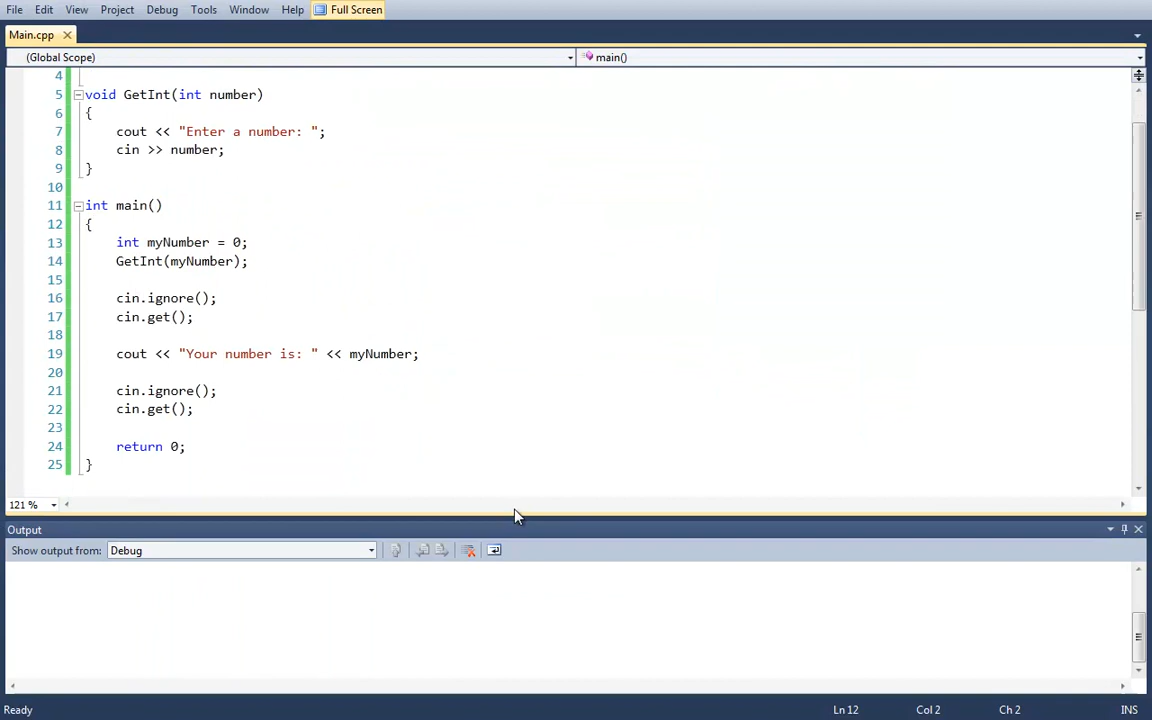 File Edit View Project Debug Tools Window Help Full Screen
Main.cpp
(Global Scope) main()
4
5 void GetInt(int number)
6 {
7 cout << "Enter a number: ";
8 cin >> number;
9 }
10
11 int main()
12 {
13 int myNumber = 0;
14 GetInt(myNumber);
15
16 cin.ignore();
17 cin.get();
18
19 cout << "Your number is: " << myNumber;
20
21 cin.ignore();
22 cin.get();
23
24 return 0;
25 }
121 %
Output
Show output from: Debug
Ready Ln 12 Col 2 Ch 2 INS